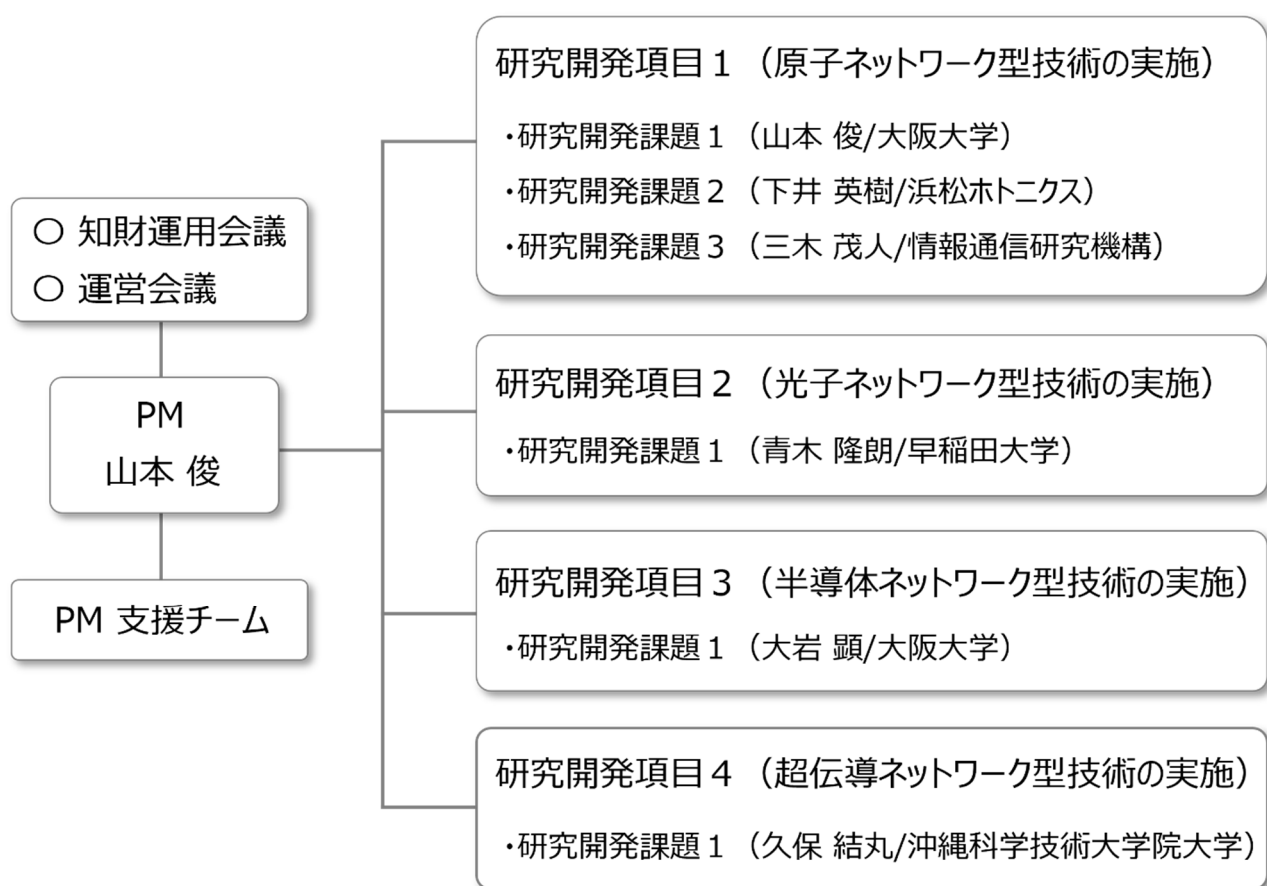 ○ 知財運用会議
○ 運営会議
PM
山本 俊
PM 支援チーム
研究開発項目１（原子ネットワーク型技術の実施）
・研究開発課題１（山本 俊/大阪大学）
・研究開発課題２（下井 英樹/浜松ホトニクス）
・研究開発課題３（三木 茂人/情報通信研究機構）
研究開発項目２（光子ネットワーク型技術の実施）
・研究開発課題１（青木 隆朗/早稲田大学）
研究開発項目３（半導体ネットワーク型技術の実施）
・研究開発課題１（大岩 顕/大阪大学）
研究開発項目４（超伝導ネットワーク型技術の実施）
・研究開発課題１（久保 結丸/沖縄科学技術大学院大学）